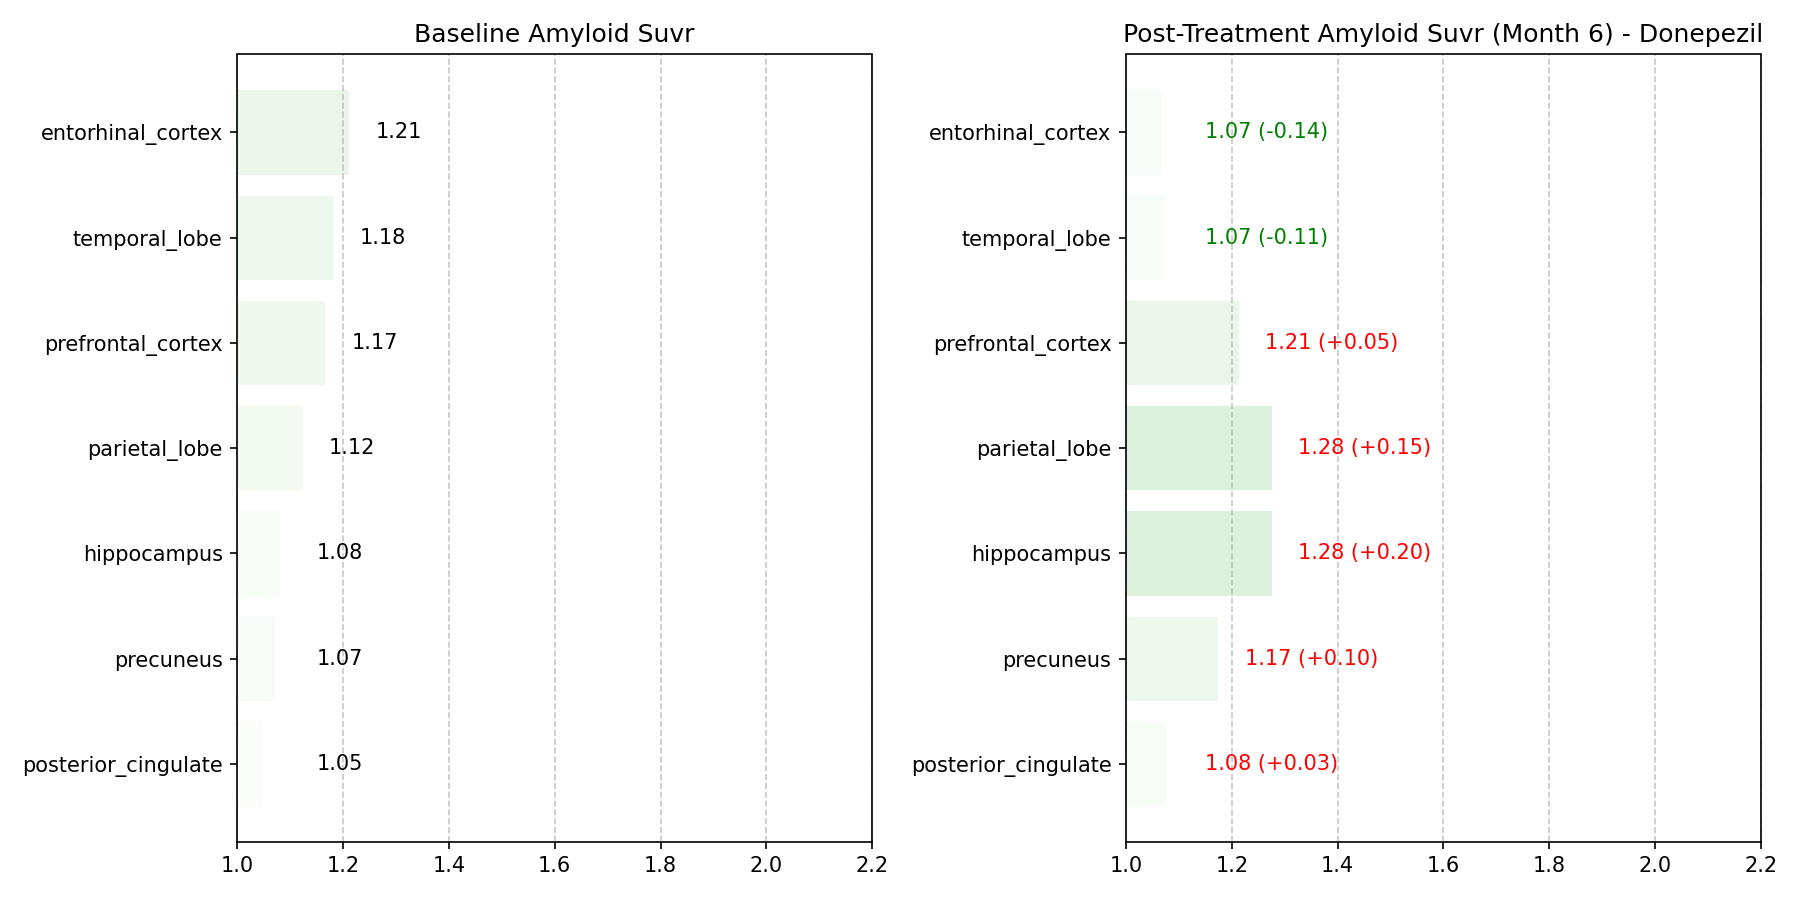 Baseline Amyloid Suvr
entorhinal_cortex 1.21
temporal_lobe 1.18
prefrontal_cortex 1.17
parietal_lobe 1.12
hippocampus 1.08
precuneus 1.07
posterior_cingulate 1.05
1.0 1.2 1.4 1.6 1.8 2.0 2.2
Post-Treatment Amyloid Suvr (Month 6) - Donepezil
entorhinal_cortex 1.07 (-0.14)
temporal_lobe 1.07 (-0.11)
prefrontal_cortex 1.21 (+0.05)
parietal_lobe 1.28 (+0.15)
hippocampus 1.28 (+0.20)
precuneus 1.17 (+0.10)
posterior_cingulate 1.08 (+0.03)
1.0 1.2 1.4 1.6 1.8 2.0 2.2